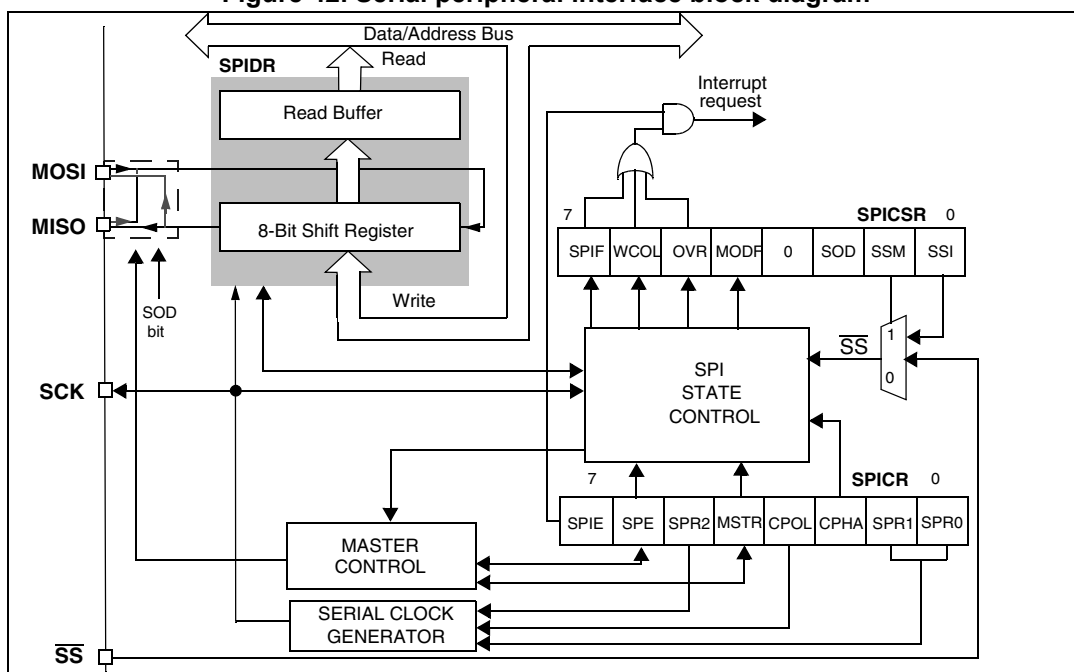 Figure 42. Serial peripheral interface block diagram
Data/Address Bus
SPIDR
Read
Interrupt
request
Read Buffer
MOSI
MISO
8-Bit Shift Register
7
SPICSR 0
SPIF WCOL OVR MODF 0 SOD SSM SSI
Write
SOD
bit
SS
1
0
SCK
SPI
STATE
CONTROL
7
SPICR 0
SPIE SPE SPR2 MSTR CPOL CPHA SPR1 SPR0
MASTER
CONTROL
SERIAL CLOCK
GENERATOR
SS